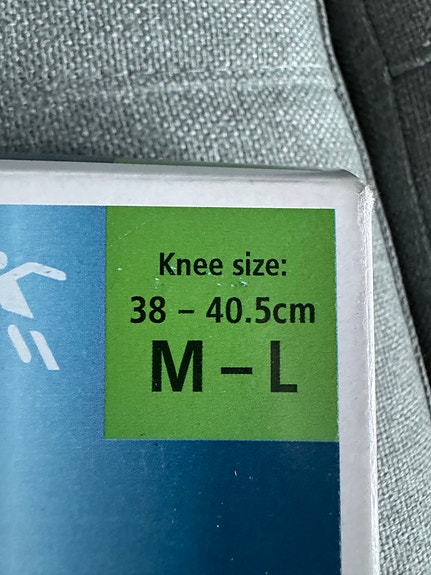 Knee size:
38 – 40.5cm
M – L